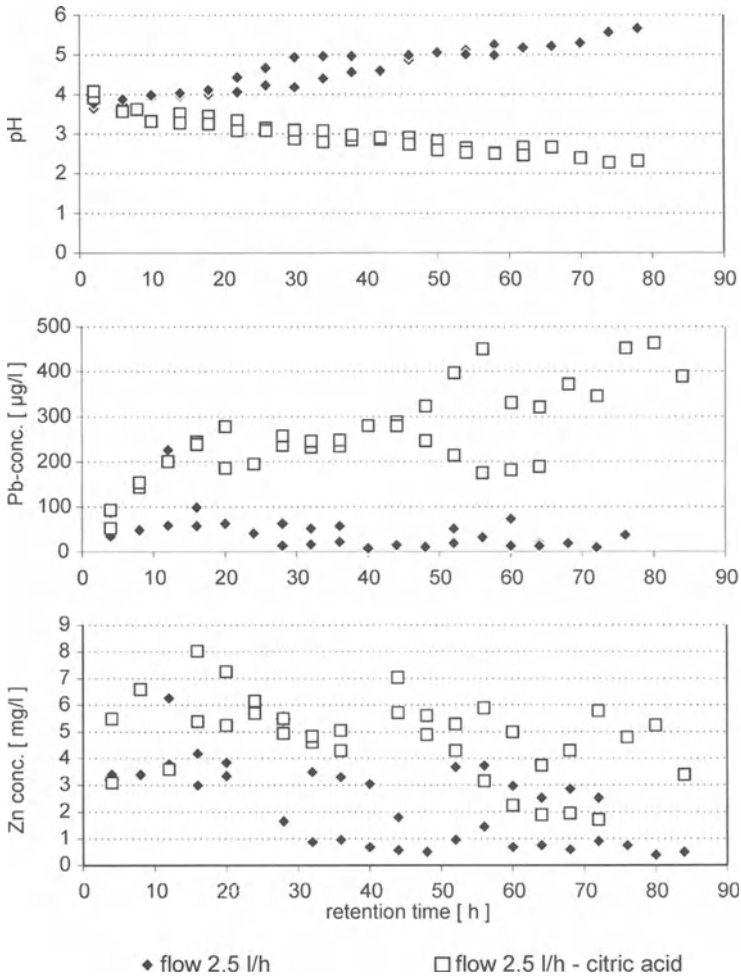 6
5
4
3
2
1
0
pH
0 10 20 30 40 50 60 70 80 90
500
400
300
200
100
0
Pb-conc. [ µg/l ]
0 10 20 30 40 50 60 70 80 90
9
8
7
6
5
4
3
2
1
0
Zn conc. [ mg/l ]
0 10 20 30 40 50 60 70 80 90
retention time [ h ]
flow 2.5 l/h flow 2.5 l/h - citric acid